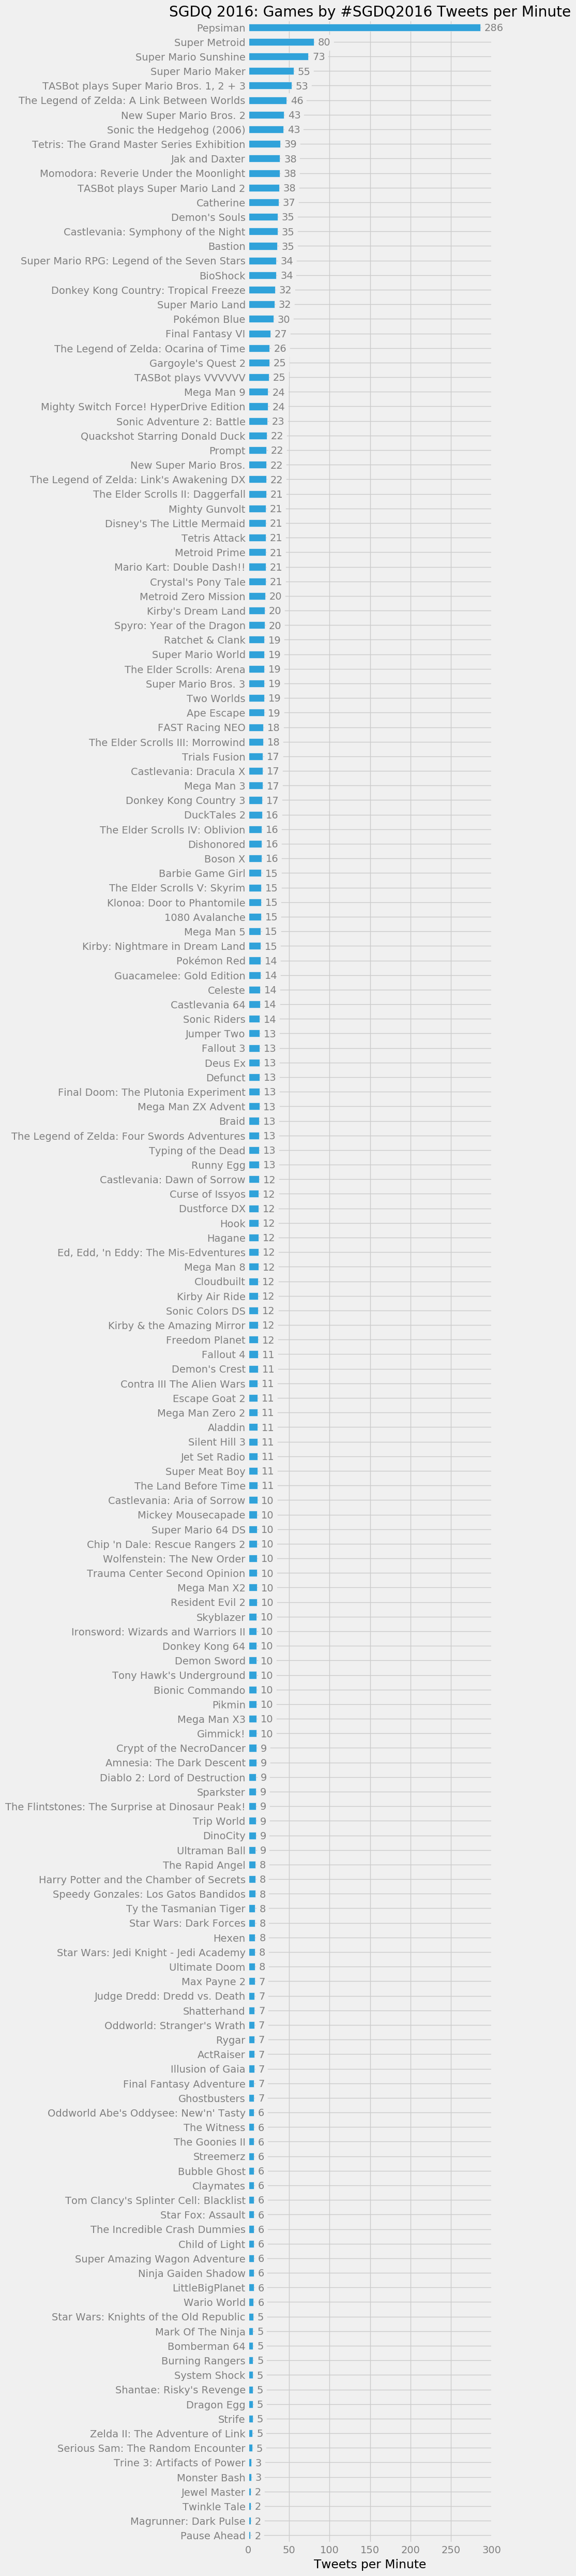 SGDQ 2016: Games by #SGDQ2016 Tweets per Minute
Pepsiman 286
Super Metroid 80
Super Mario Sunshine 73
Super Mario Maker 55
TASBot plays Super Mario Bros. 1, 2 + 3 53
The Legend of Zelda: A Link Between Worlds 46
New Super Mario Bros. 2 43
Sonic the Hedgehog (2006) 43
Tetris: The Grand Master Series Exhibition 39
Jak and Daxter 38
Momodora: Reverie Under the Moonlight 38
TASBot plays Super Mario Land 2 38
Catherine 37
Demon's Souls 35
Castlevania: Symphony of the Night 35
Bastion 35
Super Mario RPG: Legend of the Seven Stars 34
BioShock 34
Donkey Kong Country: Tropical Freeze 32
Super Mario Land 32
Pokémon Blue 30
Final Fantasy VI 27
The Legend of Zelda: Ocarina of Time 26
Gargoyle's Quest 2 25
TASBot plays VVVVVV 25
Mega Man 9 24
Mighty Switch Force! HyperDrive Edition 24
Sonic Adventure 2: Battle 23
Quackshot Starring Donald Duck 22
Prompt 22
New Super Mario Bros. 22
The Legend of Zelda: Link's Awakening DX 22
The Elder Scrolls II: Daggerfall 21
Mighty Gunvolt 21
Disney's The Little Mermaid 21
Tetris Attack 21
Metroid Prime 21
Mario Kart: Double Dash!! 21
Crystal's Pony Tale 21
Metroid Zero Mission 20
Kirby's Dream Land 20
Spyro: Year of the Dragon 20
Ratchet & Clank 19
Super Mario World 19
The Elder Scrolls: Arena 19
Super Mario Bros. 3 19
Two Worlds 19
Ape Escape 19
FAST Racing NEO 18
The Elder Scrolls III: Morrowind 18
Trials Fusion 17
Castlevania: Dracula X 17
Mega Man 3 17
Donkey Kong Country 3 17
DuckTales 2 16
The Elder Scrolls IV: Oblivion 16
Dishonored 16
Boson X 16
Barbie Game Girl 15
The Elder Scrolls V: Skyrim 15
Klonoa: Door to Phantomile 15
1080 Avalanche 15
Mega Man 5 15
Kirby: Nightmare in Dream Land 15
Pokémon Red 14
Guacamelee: Gold Edition 14
Celeste 14
Castlevania 64 14
Sonic Riders 14
Jumper Two 13
Fallout 3 13
Deus Ex 13
Defunct 13
Final Doom: The Plutonia Experiment 13
Mega Man ZX Advent 13
Braid 13
The Legend of Zelda: Four Swords Adventures 13
Typing of the Dead 13
Runny Egg 13
Castlevania: Dawn of Sorrow 12
Curse of Issyos 12
Dustforce DX 12
Hook 12
Hagane 12
Ed, Edd, 'n Eddy: The Mis-Edventures 12
Mega Man 8 12
Cloudbuilt 12
Kirby Air Ride 12
Sonic Colors DS 12
Kirby & the Amazing Mirror 12
Freedom Planet 12
Fallout 4 11
Demon's Crest 11
Contra III The Alien Wars 11
Escape Goat 2 11
Mega Man Zero 2 11
Aladdin 11
Silent Hill 3 11
Jet Set Radio 11
Super Meat Boy 11
The Land Before Time 11
Castlevania: Aria of Sorrow 10
Mickey Mousecapade 10
Super Mario 64 DS 10
Chip 'n Dale: Rescue Rangers 2 10
Wolfenstein: The New Order 10
Trauma Center Second Opinion 10
Mega Man X2 10
Resident Evil 2 10
Skyblazer 10
Ironsword: Wizards and Warriors II 10
Donkey Kong 64 10
Demon Sword 10
Tony Hawk's Underground 10
Bionic Commando 10
Pikmin 10
Mega Man X3 10
Gimmick! 10
Crypt of the NecroDancer 9
Amnesia: The Dark Descent 9
Diablo 2: Lord of Destruction 9
Sparkster 9
The Flintstones: The Surprise at Dinosaur Peak! 9
Trip World 9
DinoCity 9
Ultraman Ball 9
The Rapid Angel 8
Harry Potter and the Chamber of Secrets 8
Speedy Gonzales: Los Gatos Bandidos 8
Ty the Tasmanian Tiger 8
Star Wars: Dark Forces 8
Hexen 8
Star Wars: Jedi Knight - Jedi Academy 8
Ultimate Doom 8
Max Payne 2 7
Judge Dredd: Dredd vs. Death 7
Shatterhand 7
Oddworld: Stranger's Wrath 7
Rygar 7
ActRaiser 7
Illusion of Gaia 7
Final Fantasy Adventure 7
Ghostbusters 7
Oddworld Abe's Oddysee: New'n' Tasty 6
The Witness 6
The Goonies II 6
Streemerz 6
Bubble Ghost 6
Claymates 6
Tom Clancy's Splinter Cell: Blacklist 6
Star Fox: Assault 6
The Incredible Crash Dummies 6
Child of Light 6
Super Amazing Wagon Adventure 6
Ninja Gaiden Shadow 6
LittleBigPlanet 6
Wario World 6
Star Wars: Knights of the Old Republic 5
Mark Of The Ninja 5
Bomberman 64 5
Burning Rangers 5
System Shock 5
Shantae: Risky's Revenge 5
Dragon Egg 5
Strife 5
Zelda II: The Adventure of Link 5
Serious Sam: The Random Encounter 5
Trine 3: Artifacts of Power 3
Monster Bash 3
Jewel Master 2
Twinkle Tale 2
Magrunner: Dark Pulse 2
Pause Ahead 2
0 50 100 150 200 250 300
Tweets per Minute